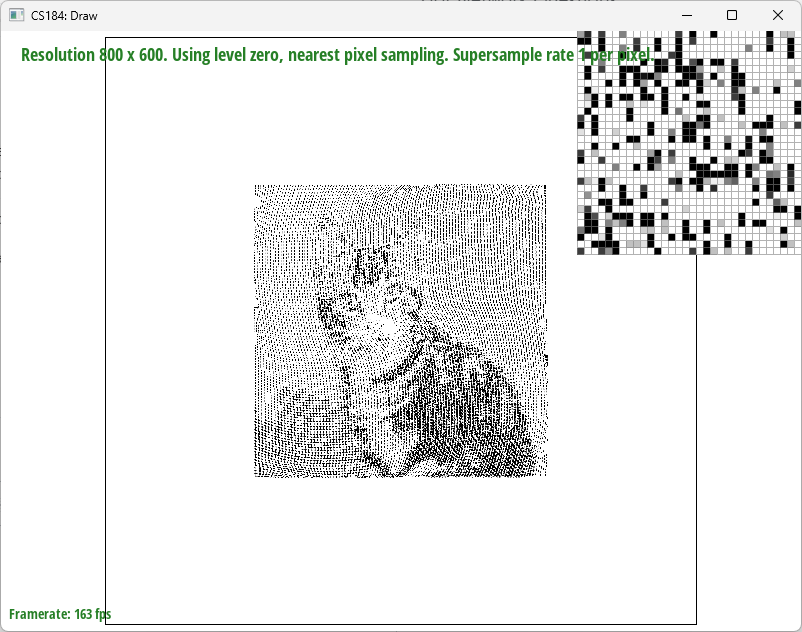 CS184: Draw
Resolution 800 x 600. Using level zero, nearest pixel sampling. Supersample rate 1 per pixel.
Framerate: 163 fps